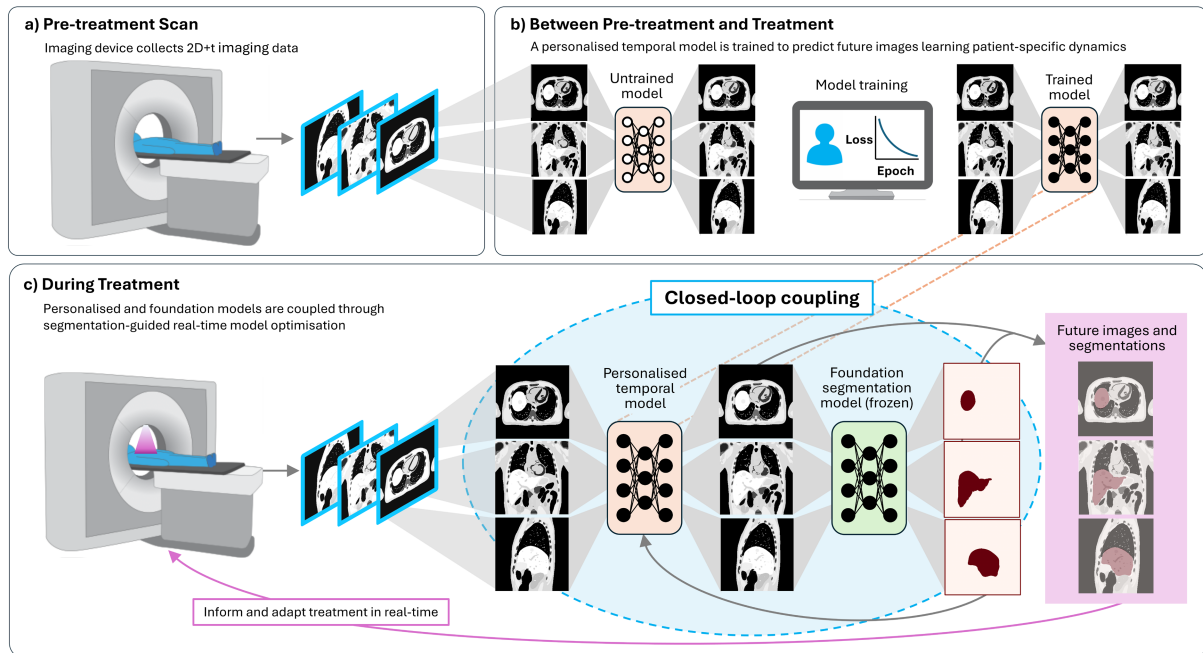 a) Pre-treatment Scan
Imaging device collects 2D+t imaging data
b) Between Pre-treatment and Treatment
A personalised temporal model is trained to predict future images learning patient-specific dynamics
Untrained
model
Model training
Loss
Epoch
Trained
model
c) During Treatment
Personalised and foundation models are coupled through
segmentation-guided real-time model optimisation
Closed-loop coupling
Personalised
temporal
model
Foundation
segmentation
model (frozen)
Future images and
segmentations
Inform and adapt treatment in real-time